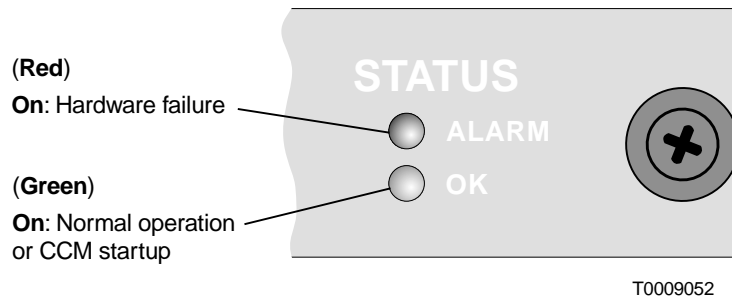 (Red)
On: Hardware failure
(Green)
On: Normal operation
or CCM startup
STATUS
ALARM
OK
T0009052